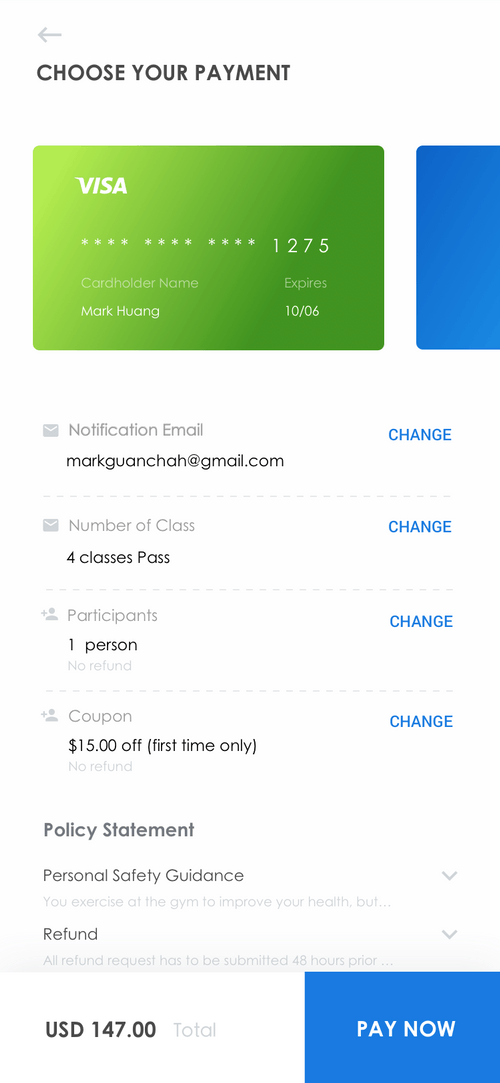 CHOOSE YOUR PAYMENT
VISA
**** **** **** 1275
Cardholder Name Expires
Mark Huang 10/06
Notification Email CHANGE
markguanchah@gmail.com
Number of Class CHANGE
4 classes Pass
Participants CHANGE
1 person
No refund
Coupon CHANGE
$15.00 off (first time only)
No refund
Policy Statement
Personal Safety Guidance
You exercise at the gym to improve your health, but...
Refund
All refund request has to be submitted 48 hours prior ...
USD 147.00 Total PAY NOW